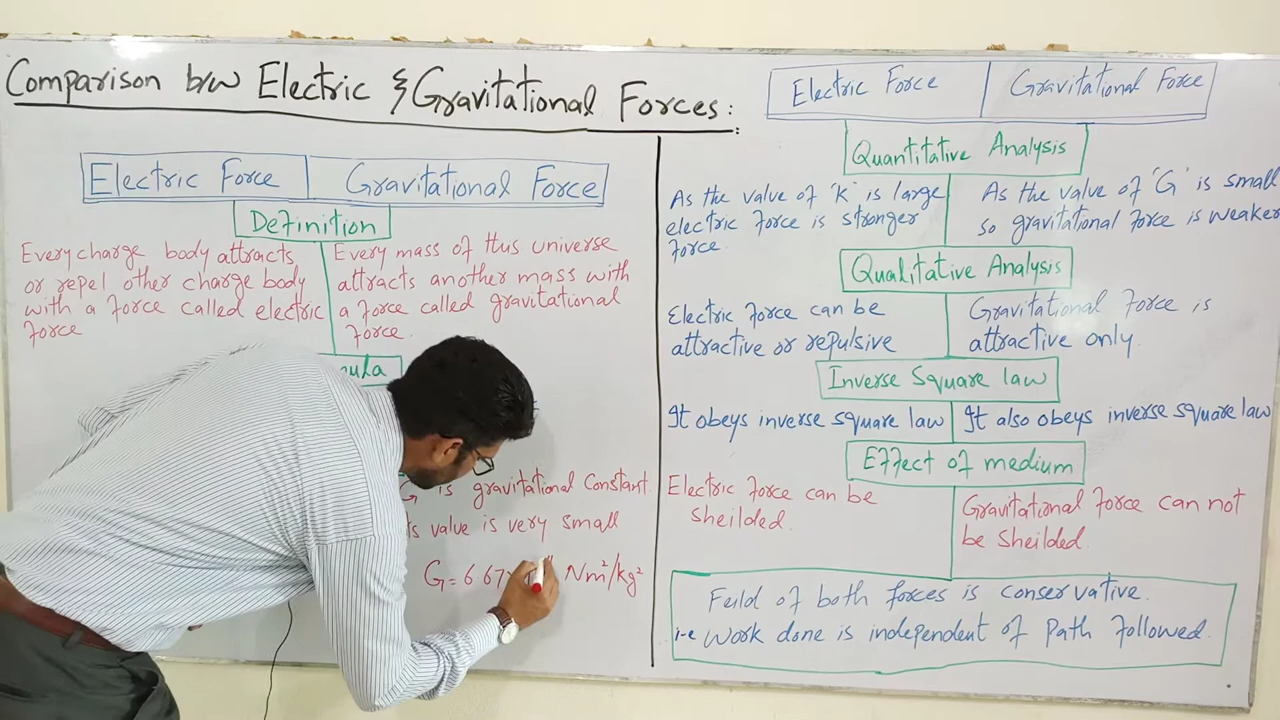 Comparison b/w Electric & Gravitational Forces:
Electric Force | Gravitational Force
Definition
Every charge body attracts
or repel other charge body
with a force called electric
force
Every mass of thus universe
attracts another mass with
a force called gravitational
force.
is gravitational Constant.
value is very small
G = 6 67 Nm²/kg²
Electric Force | Gravitational Force
Quantitative Analysis
As the value of 'K' is large
electric force is stronger
force.
As the value of 'G' is small
so gravitational force is weaker
Qualitative Analysis
Electric force can be
attractive or repulsive
Gravitational force is
attractive only.
Inverse Square law
It obeys inverse square law
It also obeys inverse square law
Effect of medium
Electric force can be
sheilded.
Gravitational force can not
be sheilded.
Feild of both forces is conservative.
i-e work done is independent of path followed.